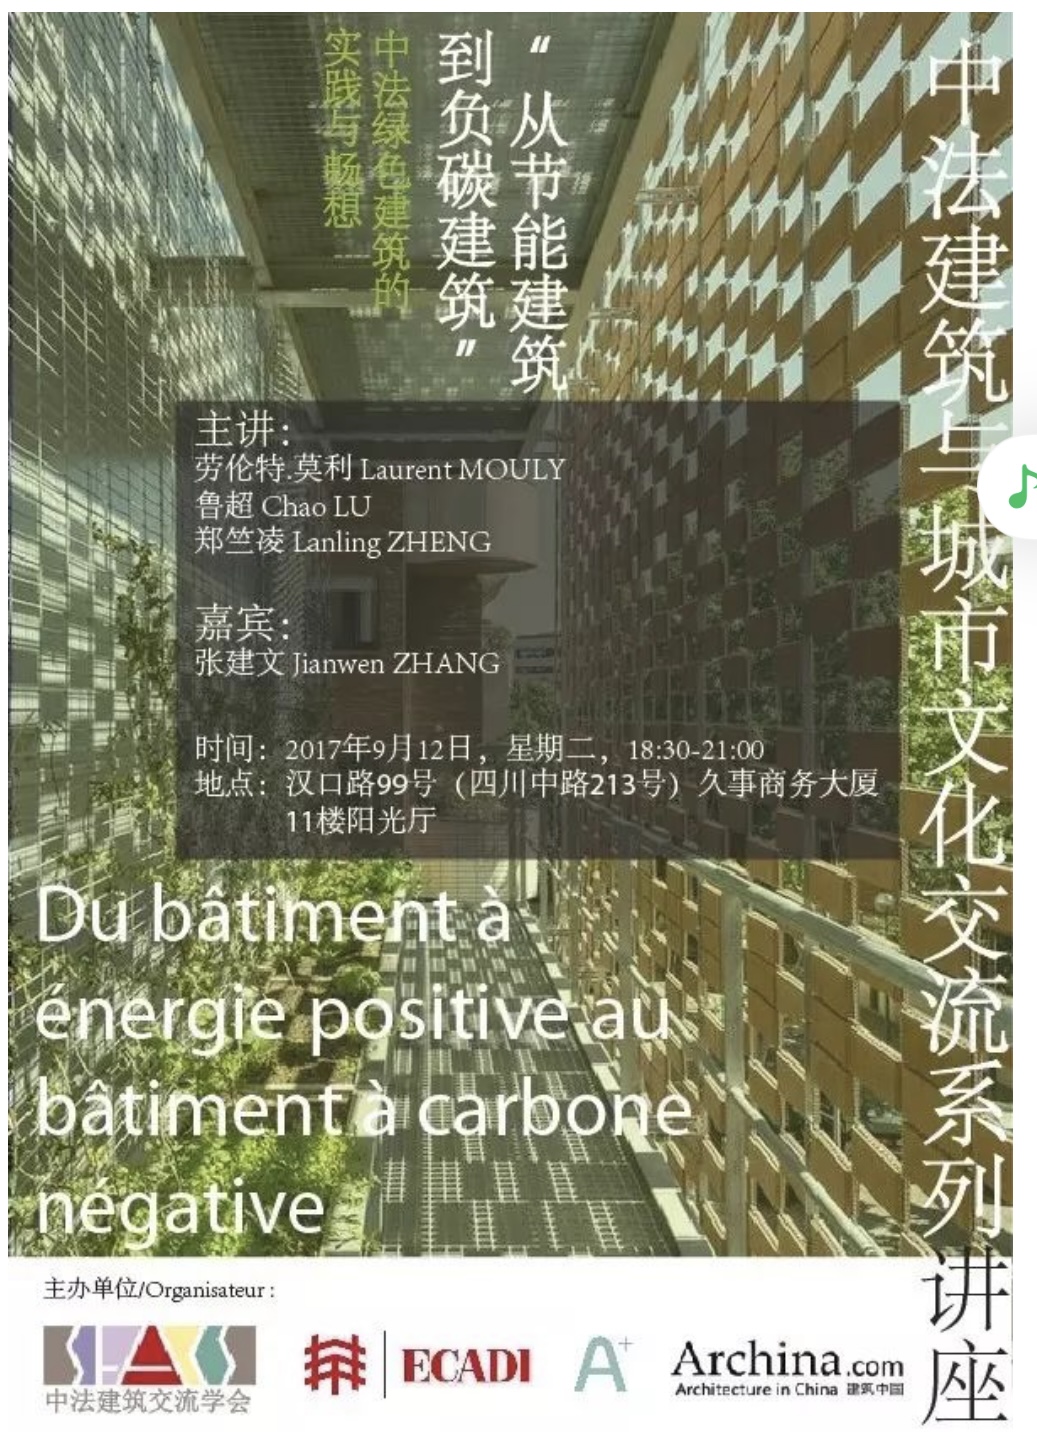 中法建筑与城市文化交流系列讲座
“从节能建筑
到负碳建筑”
中法绿色建筑的
实践与畅想
主讲：
劳伦特.莫利 Laurent MOULY
鲁超 Chao LU
郑竺凌 Lanling ZHENG
嘉宾：
张建文 Jianwen ZHANG
时间：2017年9月12日，星期二，18:30-21:00
地点：汉口路99号（四川中路213号）久事商务大厦
11楼阳光厅
Du bâtiment à
énergie positive au
bâtiment à carbone
négative
主办单位/Organisateur :
中法建筑交流学会
ECADI
A+
Archina.com
Architecture in China 建筑中国